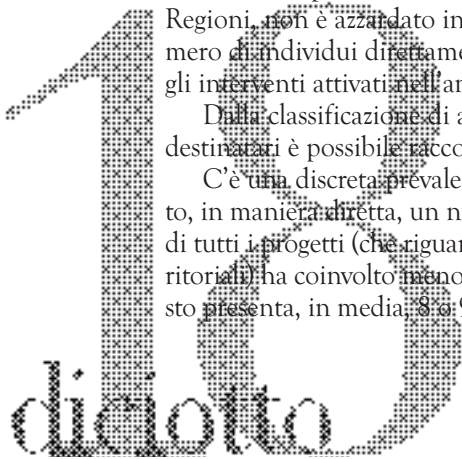 Regioni, non è azzardato in
mero di individui direttame
gli interventi attivati nell'a
Dalla classificazione di a
destinatari è possibile racco
C'è una discreta prevale
to, in maniera diretta, un n
di tutti i progetti (che riguar
ritoriali) ha coinvolto meno
sto presenta, in media, 8 o 9
18
diciotto